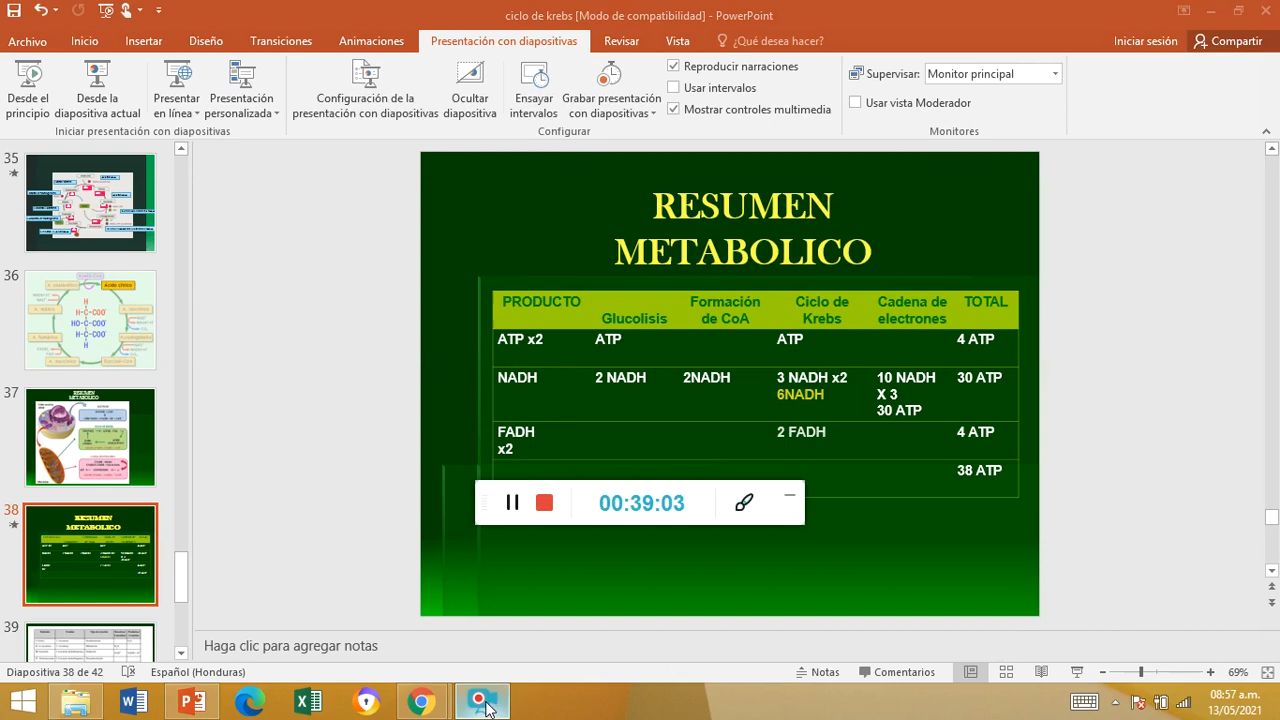 ciclo de krebs [Modo de compatibilidad] - PowerPoint
Archivo Inicio Insertar Diseño Transiciones Animaciones Presentación con diapositivas Revisar Vista ¿Qué desea hacer? Iniciar sesión Compartir
Desde el principio
Desde la diapositiva actual
Presentar en línea
Presentación personalizada
Iniciar presentación con diapositivas
Configuración de la presentación con diapositivas
Ocultar diapositiva
Ensayar intervalos
Grabar presentación con diapositivas
Reproducir narraciones
Usar intervalos
Mostrar controles multimedia
Configurar
Supervisar: Monitor principal
Usar vista Moderador
Monitores
35
36
37
38
39
RESUMEN
METABOLICO
RESUMEN
METABOLICO
PRODUCTO Glucolisis Formación de CoA Ciclo de Krebs Cadena de electrones TOTAL
ATP x2 ATP ATP 4 ATP
NADH 2 NADH 2NADH 3 NADH x2 10 NADH 30 ATP
6NADH X 3
30 ATP
FADH 2 FADH 4 ATP
x2
38 ATP
00:39:03
Haga clic para agregar notas
Diapositiva 38 de 42 Español (Honduras) Notas Comentarios 69%
08:57 a.m.
13/05/2021